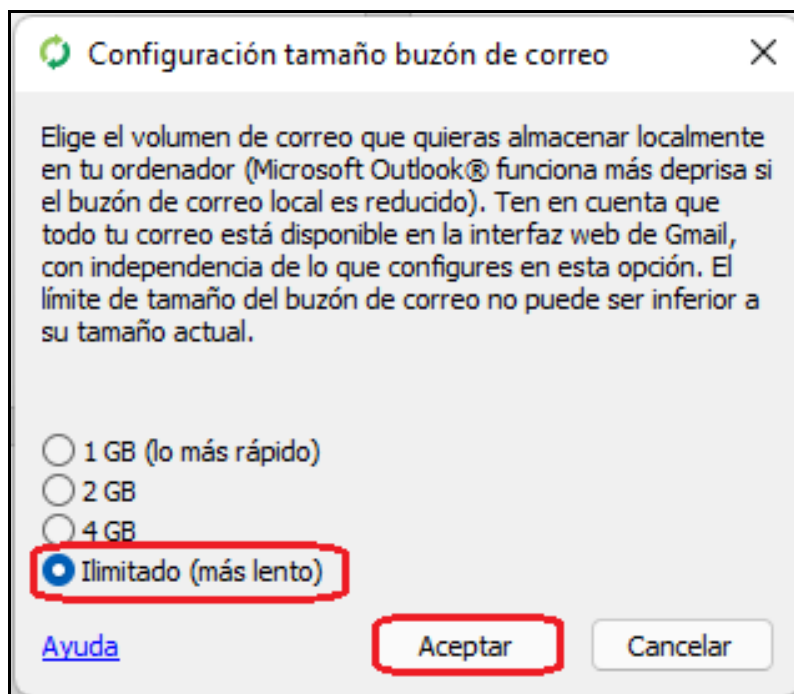 Configuración tamaño buzón de correo
Elige el volumen de correo que quieras almacenar localmente
en tu ordenador (Microsoft Outlook® funciona más deprisa si
el buzón de correo local es reducido). Ten en cuenta que
todo tu correo está disponible en la interfaz web de Gmail,
con independencia de lo que configures en esta opción. El
límite de tamaño del buzón de correo no puede ser inferior a
su tamaño actual.
1 GB (lo más rápido)
2 GB
4 GB
Ilimitado (más lento)
Ayuda
Aceptar
Cancelar